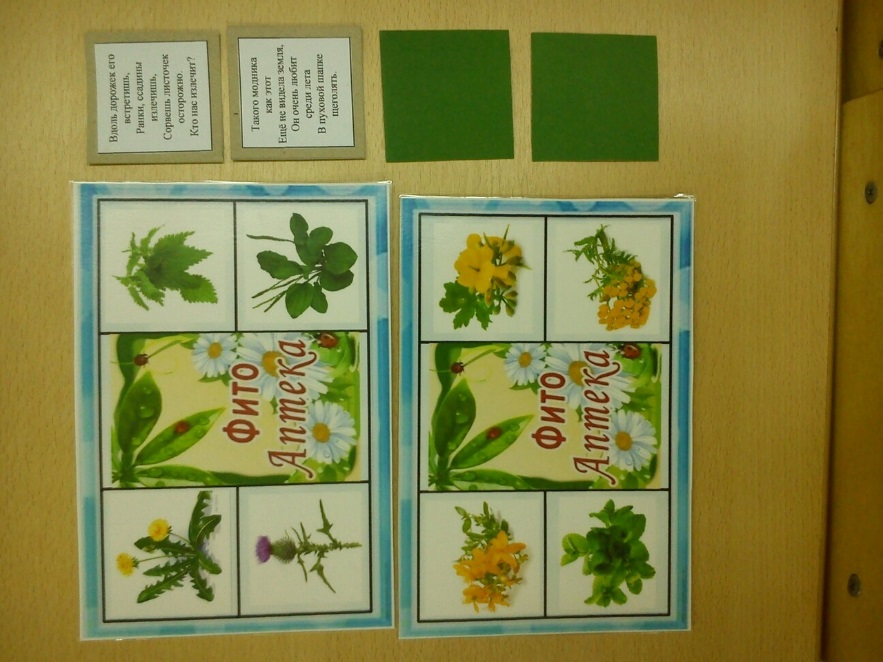 Вдоль дорожек его
встретишь,
Ранки, ссадины
излечишь,
Сорвешь листочек
осторожно.
Кто нас излечит?
Такого модника
как этот
Ещё не видела земля,
Он очень любит
среди лета
В пуховой шапке
щеголять.
Фито
Аптека
Фито
Аптека